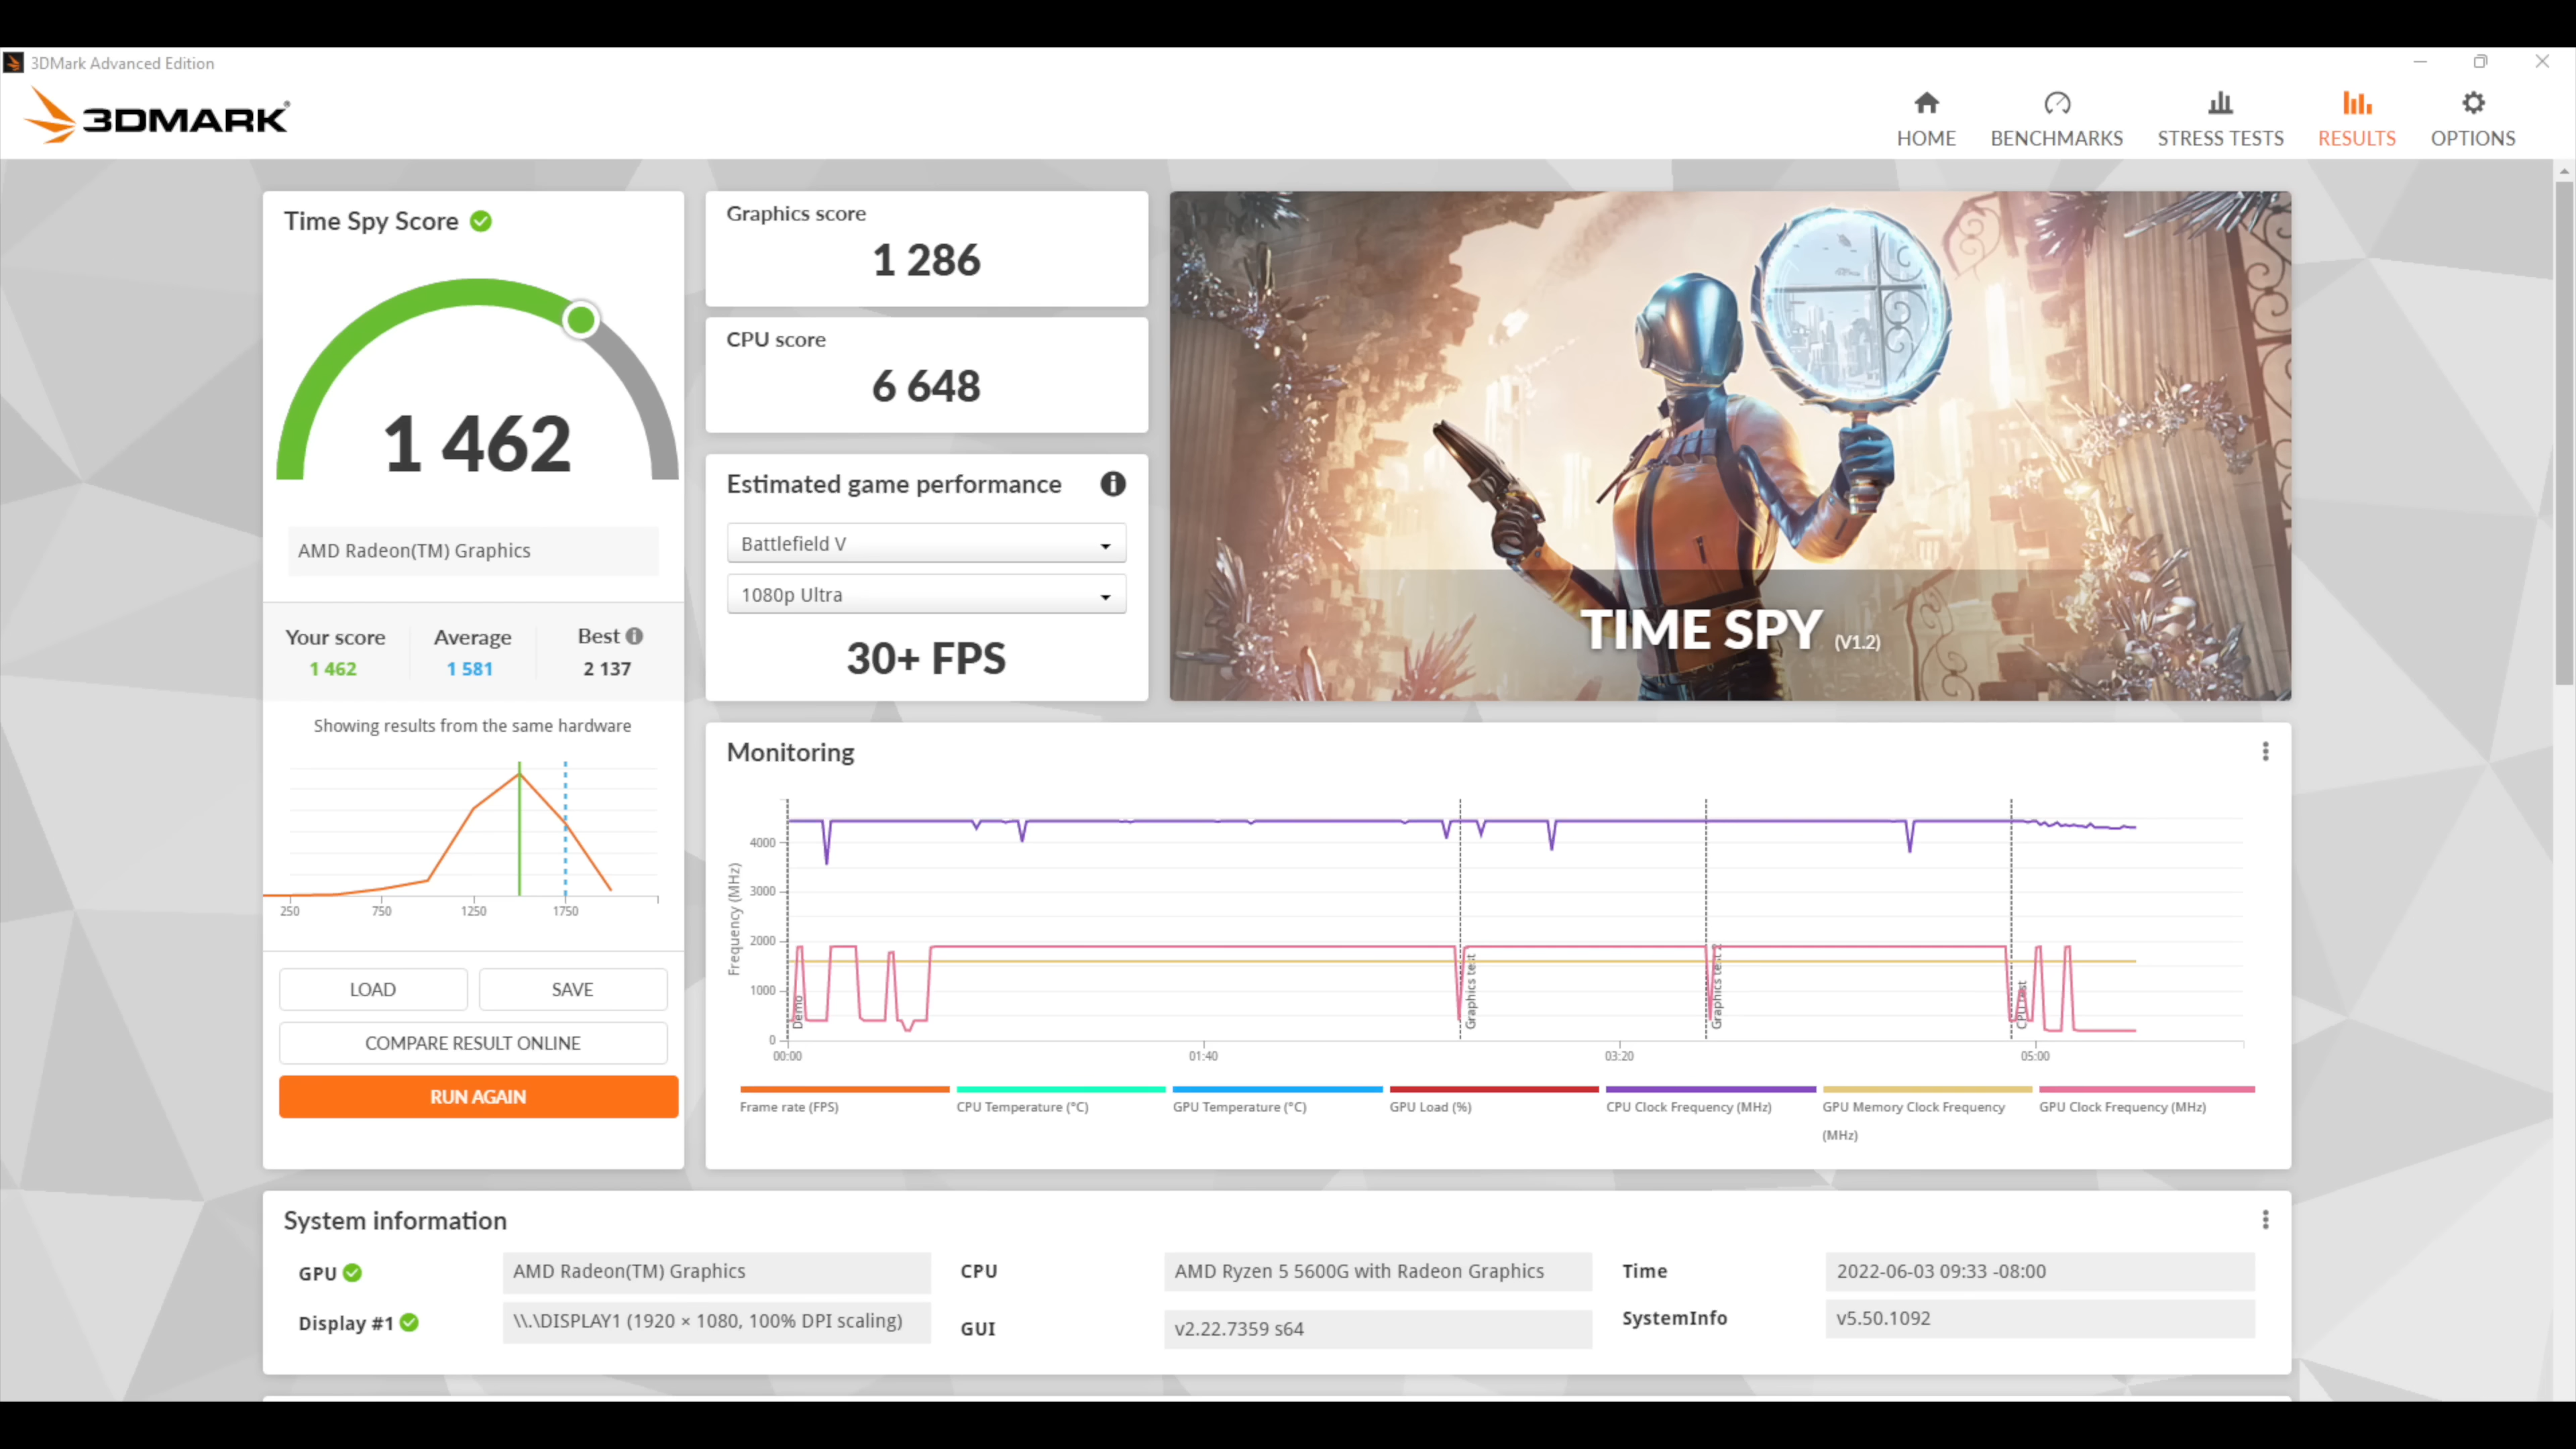 3DMark Advanced Edition
3DMARK®
HOME
BENCHMARKS
STRESS TESTS
RESULTS
OPTIONS
Time Spy Score
1 462
AMD Radeon(TM) Graphics
Your score
Average
Best
1 462
1 581
2 137
Showing results from the same hardware
250
750
1250
1750
LOAD
SAVE
COMPARE RESULT ONLINE
RUN AGAIN
Graphics score
1 286
CPU score
6 648
Estimated game performance
Battlefield V
1080p Ultra
30+ FPS
TIME SPY (V1.2)
Monitoring
Frequency (MHz)
4000
3000
2000
1000
0
Demo
Graphics test
Graphics test 2
CPU test
00:00
01:40
03:20
05:00
Frame rate (FPS)
CPU Temperature (°C)
GPU Temperature (°C)
GPU Load (%)
CPU Clock Frequency (MHz)
GPU Memory Clock Frequency
(MHz)
GPU Clock Frequency (MHz)
System information
GPU
AMD Radeon(TM) Graphics
CPU
AMD Ryzen 5 5600G with Radeon Graphics
Time
2022-06-03 09:33 -08:00
Display #1
\\.\DISPLAY1 (1920 × 1080, 100% DPI scaling)
GUI
v2.22.7359 s64
SystemInfo
v5.50.1092